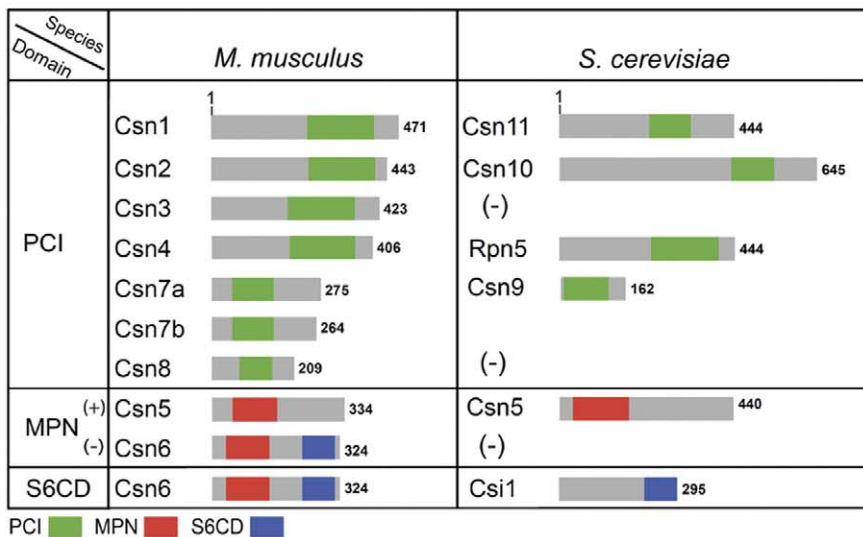 Species
Domain
M. musculus
S. cerevisiae
PCI
1
1
Csn1 471
Csn11 444
Csn2 443
Csn10 645
Csn3 423
(-)
Csn4 406
Rpn5 444
Csn7a 275
Csn9 162
Csn7b 264
Csn8 209
(-)
MPN (+)
(-)
Csn5 334
Csn5 440
Csn6 324
(-)
S6CD
Csn6 324
Csi1 295
PCI MPN S6CD